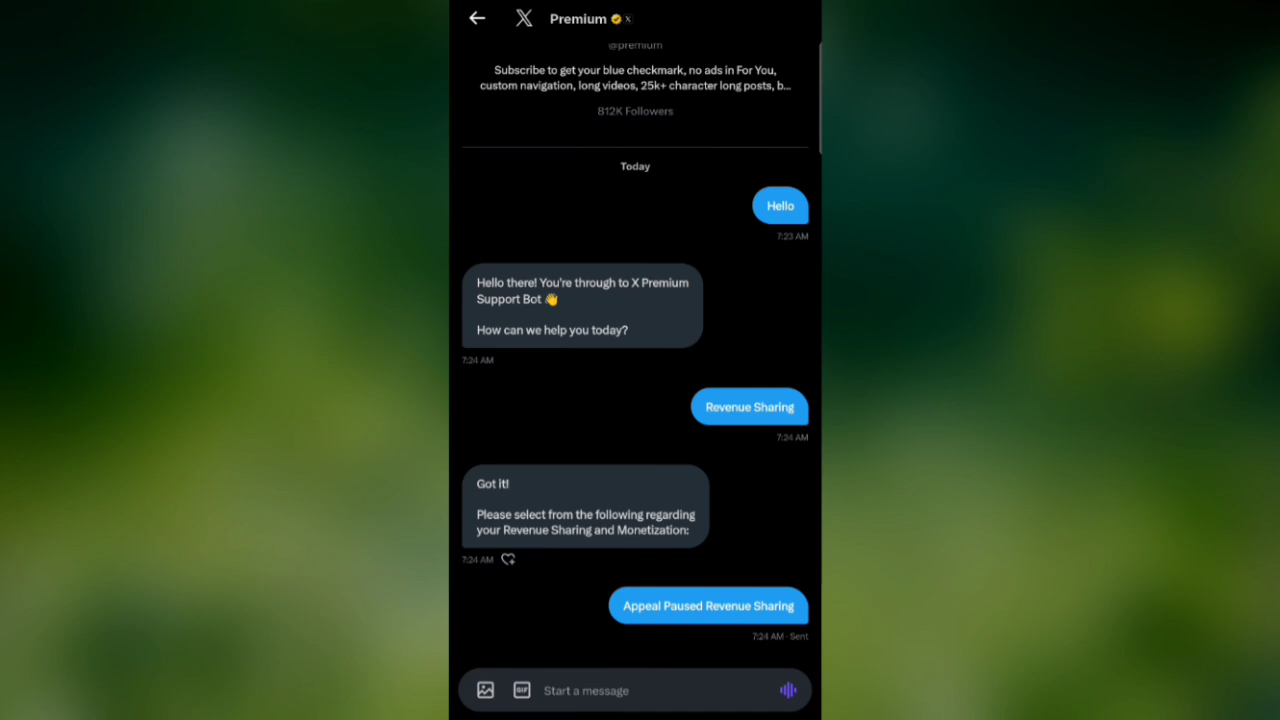 Premium
@premium
Subscribe to get your blue checkmark, no ads in For You,
custom navigation, long videos, 25k+ character long posts, b...
812K Followers
Today
Hello
7:23 AM
Hello there! You're through to X Premium
Support Bot 👋
How can we help you today?
7:24 AM
Revenue Sharing
7:24 AM
Got it!
Please select from the following regarding
your Revenue Sharing and Monetization:
7:24 AM
Appeal Paused Revenue Sharing
7:24 AM · Sent
GIF Start a message